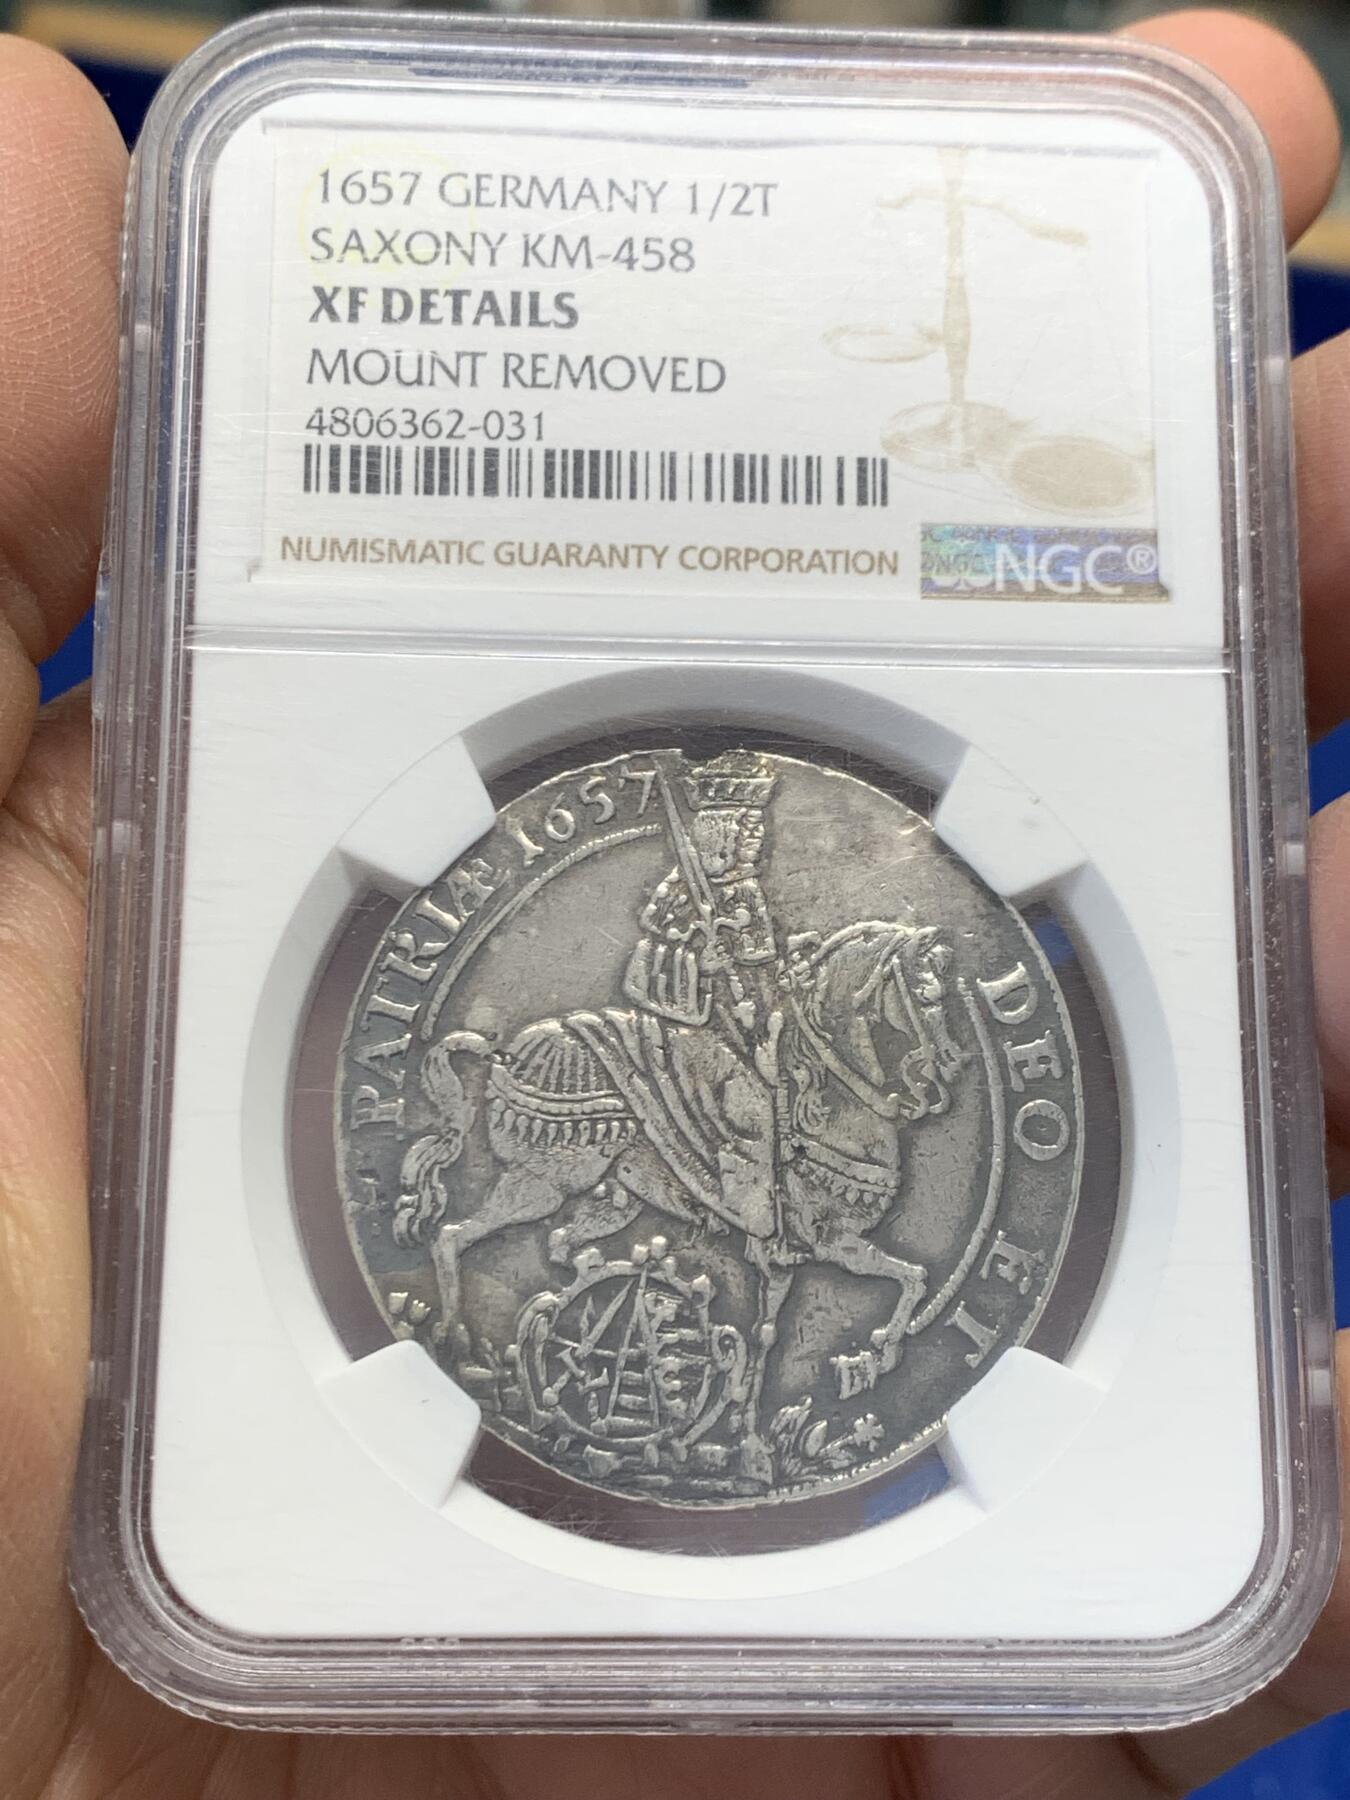 1657 GERMANY 1/2T
SAXONY KM-458
XF DETAILS
MOUNT REMOVED
4806362-031
NUMISMATIC GUARANTY CORPORATION
NGC®
DEO ET PATRIÆ 1657